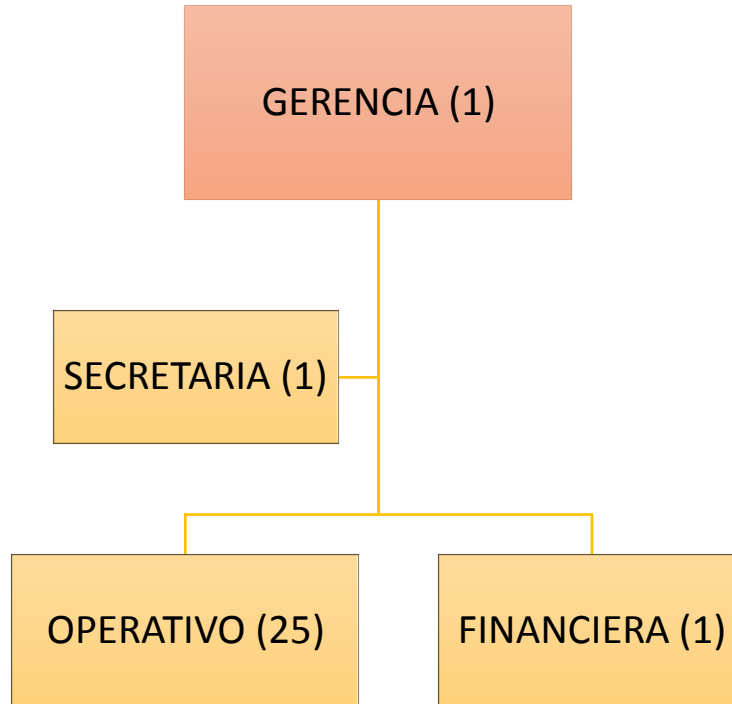 GERENCIA (1)
SECRETARIA (1)
OPERATIVO (25)
FINANCIERA (1)